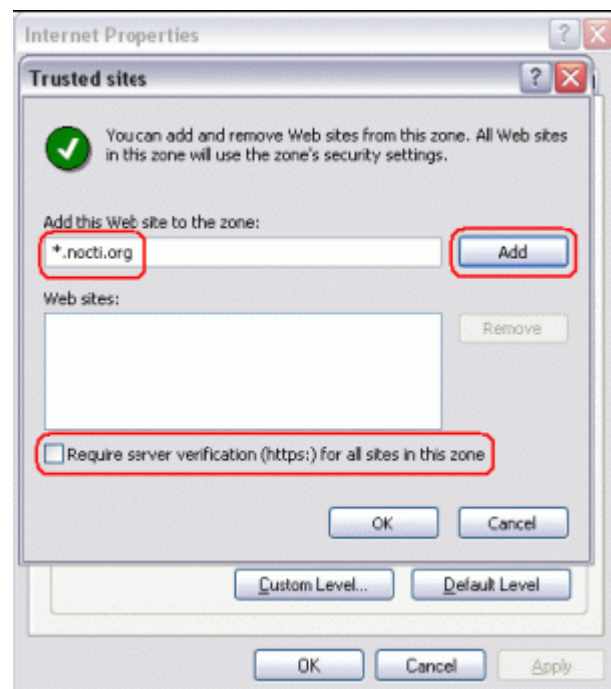 Internet Properties
Trusted sites
You can add and remove Web sites from this zone. All Web sites
in this zone will use the zone's security settings.
Add this Web site to the zone:
*.nocti.org
Add
Web sites:
Remove
Require server verification (https:) for all sites in this zone
OK Cancel
Custom Level... Default Level
OK Cancel Apply